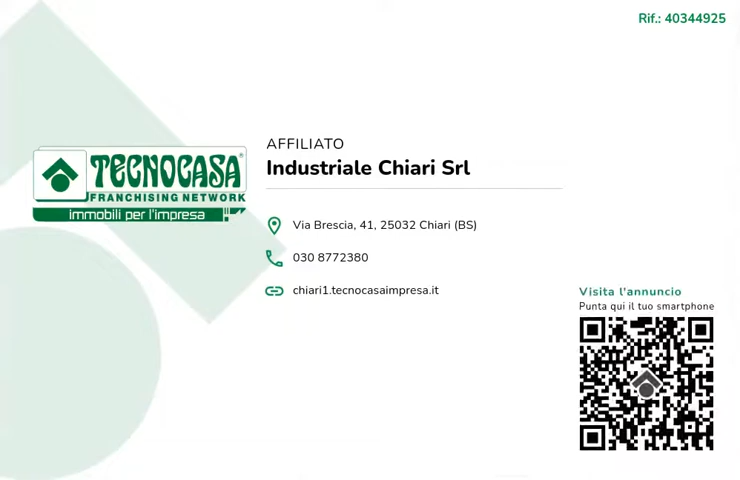 Rif.: 40344925
TECNOCASA®
FRANCHISING NETWORK
immobili per l'impresa
AFFILIATO
Industriale Chiari Srl
Via Brescia, 41, 25032 Chiari (BS)
030 8772380
chiari1.tecnocasaimpresa.it
Visita l'annuncio
Punta qui il tuo smartphone